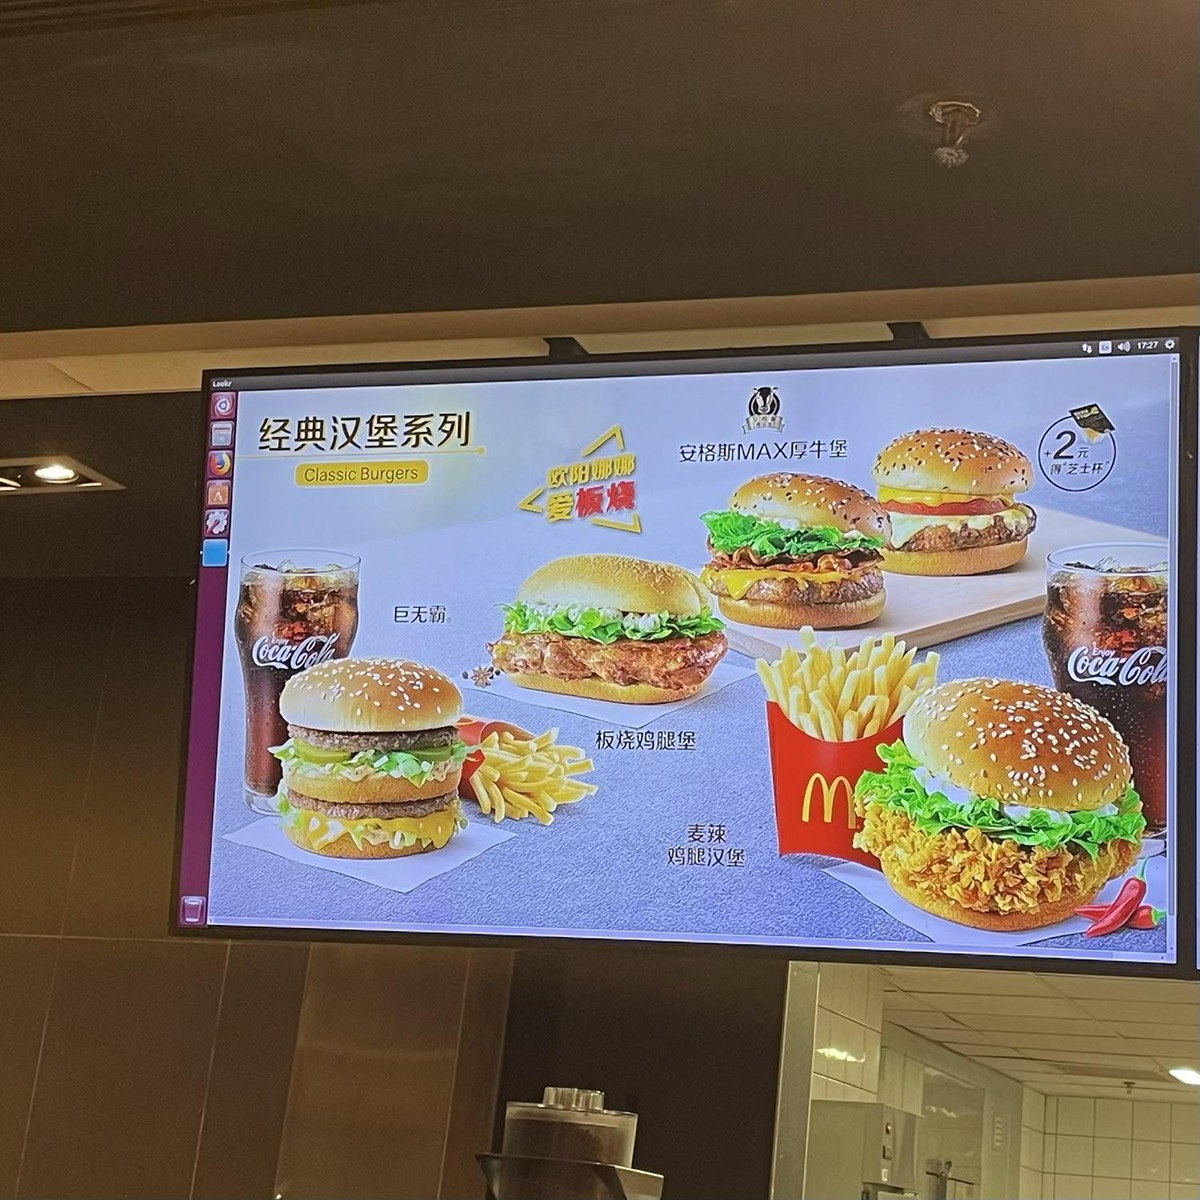 17:27
经典汉堡系列
Classic Burgers
欧阳娜娜
爱板烧
安格斯MAX厚牛堡
+2元
得“芝士杯”
巨无霸。
Enjoy
Coca-Cola
板烧鸡腿堡
Enjoy
Coca-Cola
麦辣
鸡腿汉堡